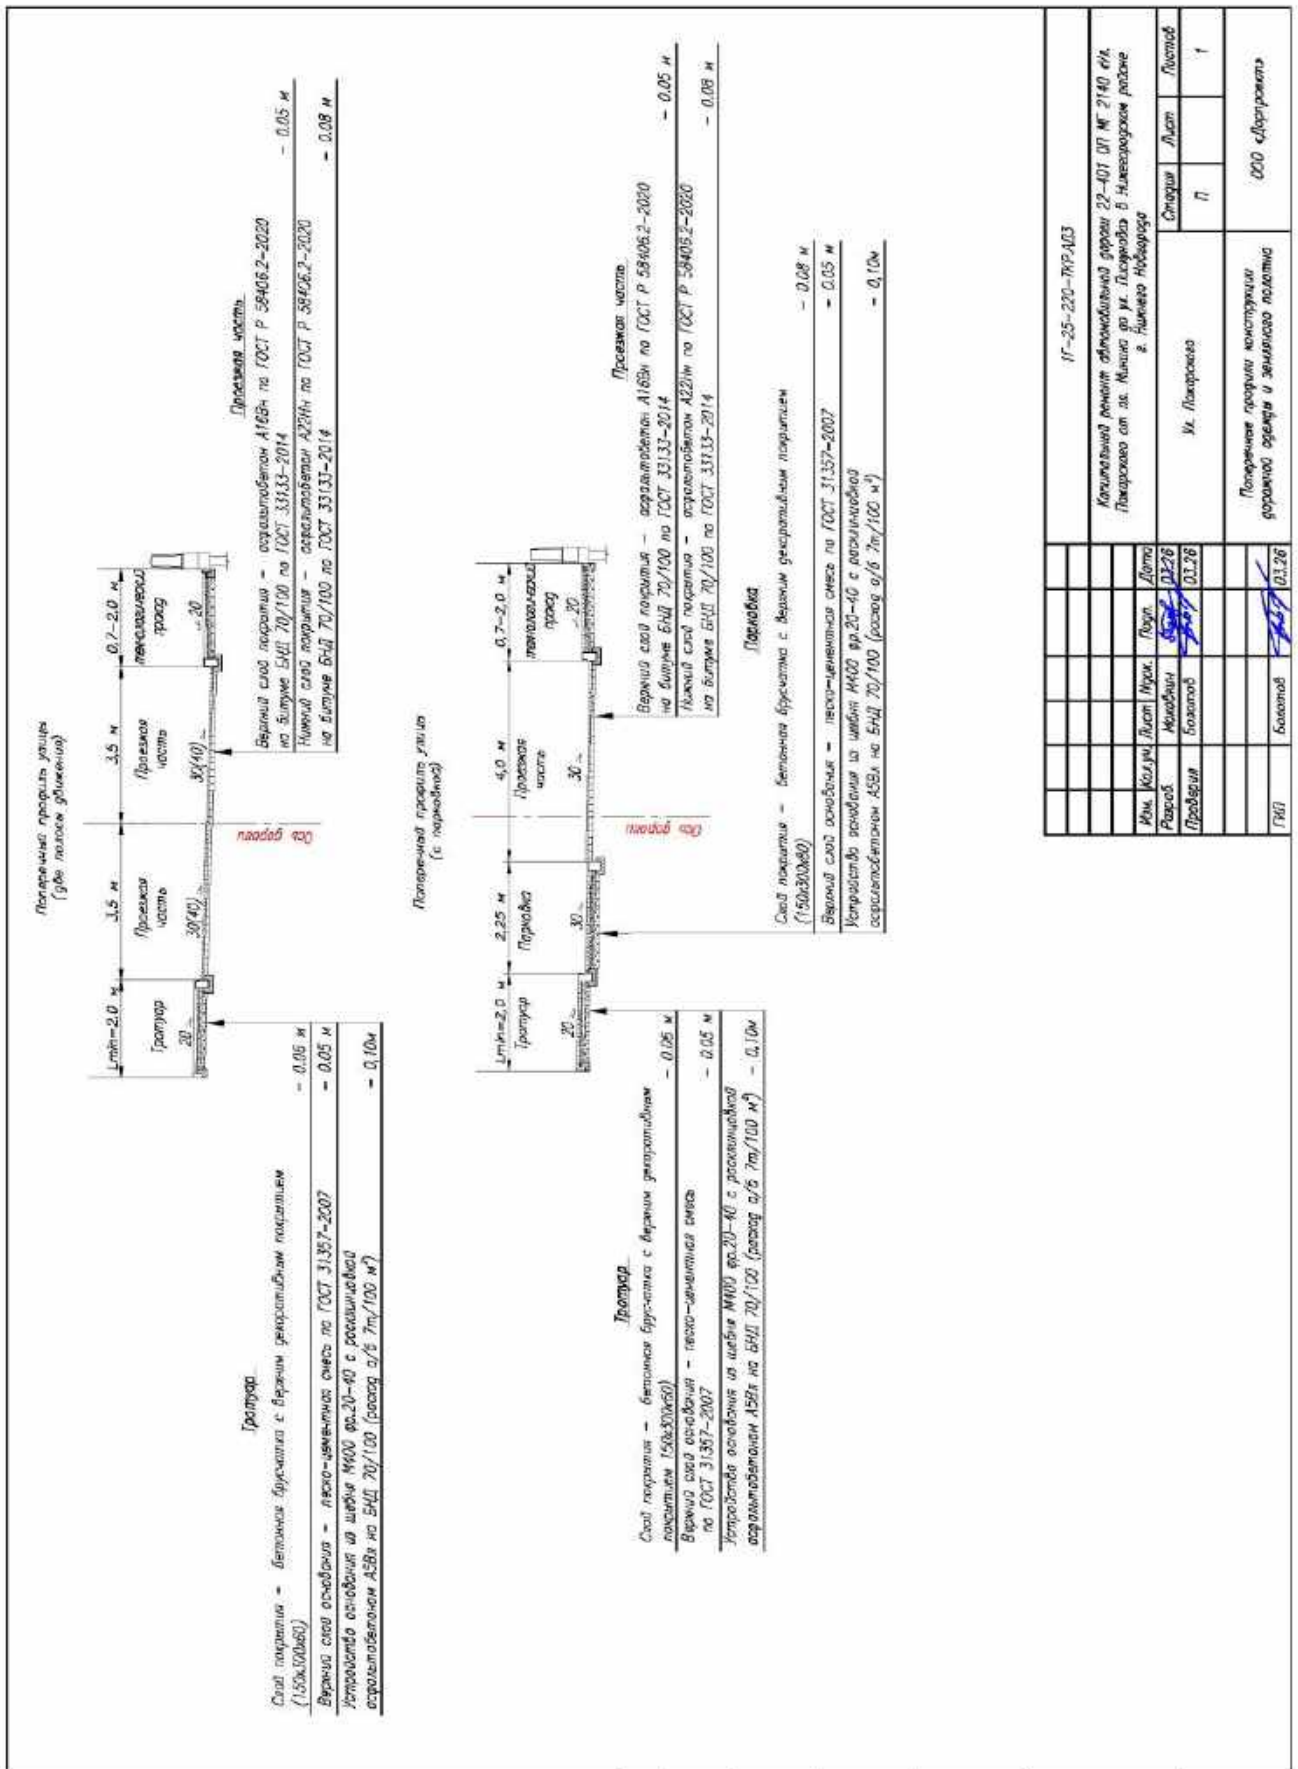 Поперечный профиль улицы
(две полосы движения)
Lmin=2.0 м
3,5 м
3,5 м
0,7-2,0 м
Тротуар
Проезжая
часть
Проезжая
часть
технологический
проход
20
30(40)
30(40)
20
Ось дороги
Проезжая часть
Верхний слой покрытия - асфальтобетон А16Вн по ГОСТ Р 58406.2-2020
на битуме БНД 70/100 по ГОСТ 33133-2014 - 0.05 м
Нижний слой покрытия - асфальтобетон А22Нн по ГОСТ Р 58406.2-2020
на битуме БНД 70/100 по ГОСТ 33133-2014 - 0.08 м
Тротуар
Слой покрытия - бетонная брусчатка с верхним декоративным покрытием
(150х300х60) - 0.06 м
Верхний слой основания - песко-цементная смесь по ГОСТ 31357-2007 - 0.05 м
Устройство основания из щебня М400 фр.20-40 с расклинцовкой
асфальтобетоном А5Вл на БНД 70/100 (расход а/б 7т/100 м²) - 0,10м
Поперечный профиль улицы
(с парковкой)
Lmin=2,0 м
2,25 м
4,0 м
0,7-2,0 м
Тротуар
Парковка
Проезжая
часть
технологический
проход
20
30
30
20
Ось дороги
Проезжая часть
Верхний слой покрытия - асфальтобетон А16Вн по ГОСТ Р 58406.2-2020
на битуме БНД 70/100 по ГОСТ 33133-2014 - 0.05 м
Нижний слой покрытия - асфальтобетон А22Нн по ГОСТ Р 58406.2-2020
на битуме БНД 70/100 по ГОСТ 33133-2014 - 0.08 м
Тротуар
Слой покрытия - бетонная брусчатка с верхним декоративным
покрытием 150х300х60) - 0.06 м
Верхний слой основания - песко-цементная смесь
по ГОСТ 31357-2007 - 0.05 м
Устройство основания из щебня М400 фр.20-40 с расклинцовкой
асфальтобетоном А5Вл на БНД 70/100 (расход а/б 7т/100 м²) - 0,10м
Парковка
Слой покрытия - бетонная брусчатка с верхним декоративным покрытием
(150х300х80) - 0.08 м
Верхний слой основания - песко-цементная смесь по ГОСТ 31357-2007 - 0.05 м
Устройство основания из щебня М400 фр.20-40 с расклинцовкой
асфальтобетоном А5Вл на БНД 70/100 (расход а/б 7т/100 м²) - 0,10м
1Г-25-220-ТКР.АД3
Капитальный ремонт автомобильной дороги 22-401 ОП МГ 2140 ул.
Пожарского от пл. Минина до ул. Пискунова в Нижегородском районе
г. Нижнего Новгорода
Изм. Кол.уч. Лист №док. Подп. Дата
Разраб. 03.26
Проверил Болотов 03.26
ГИП Болотов 03.26
Ул. Пожарского
Стадия Лист Листов
П 1
Поперечные профили конструкции
дорожной одежды и земляного полотна
ООО «Дорпроект»